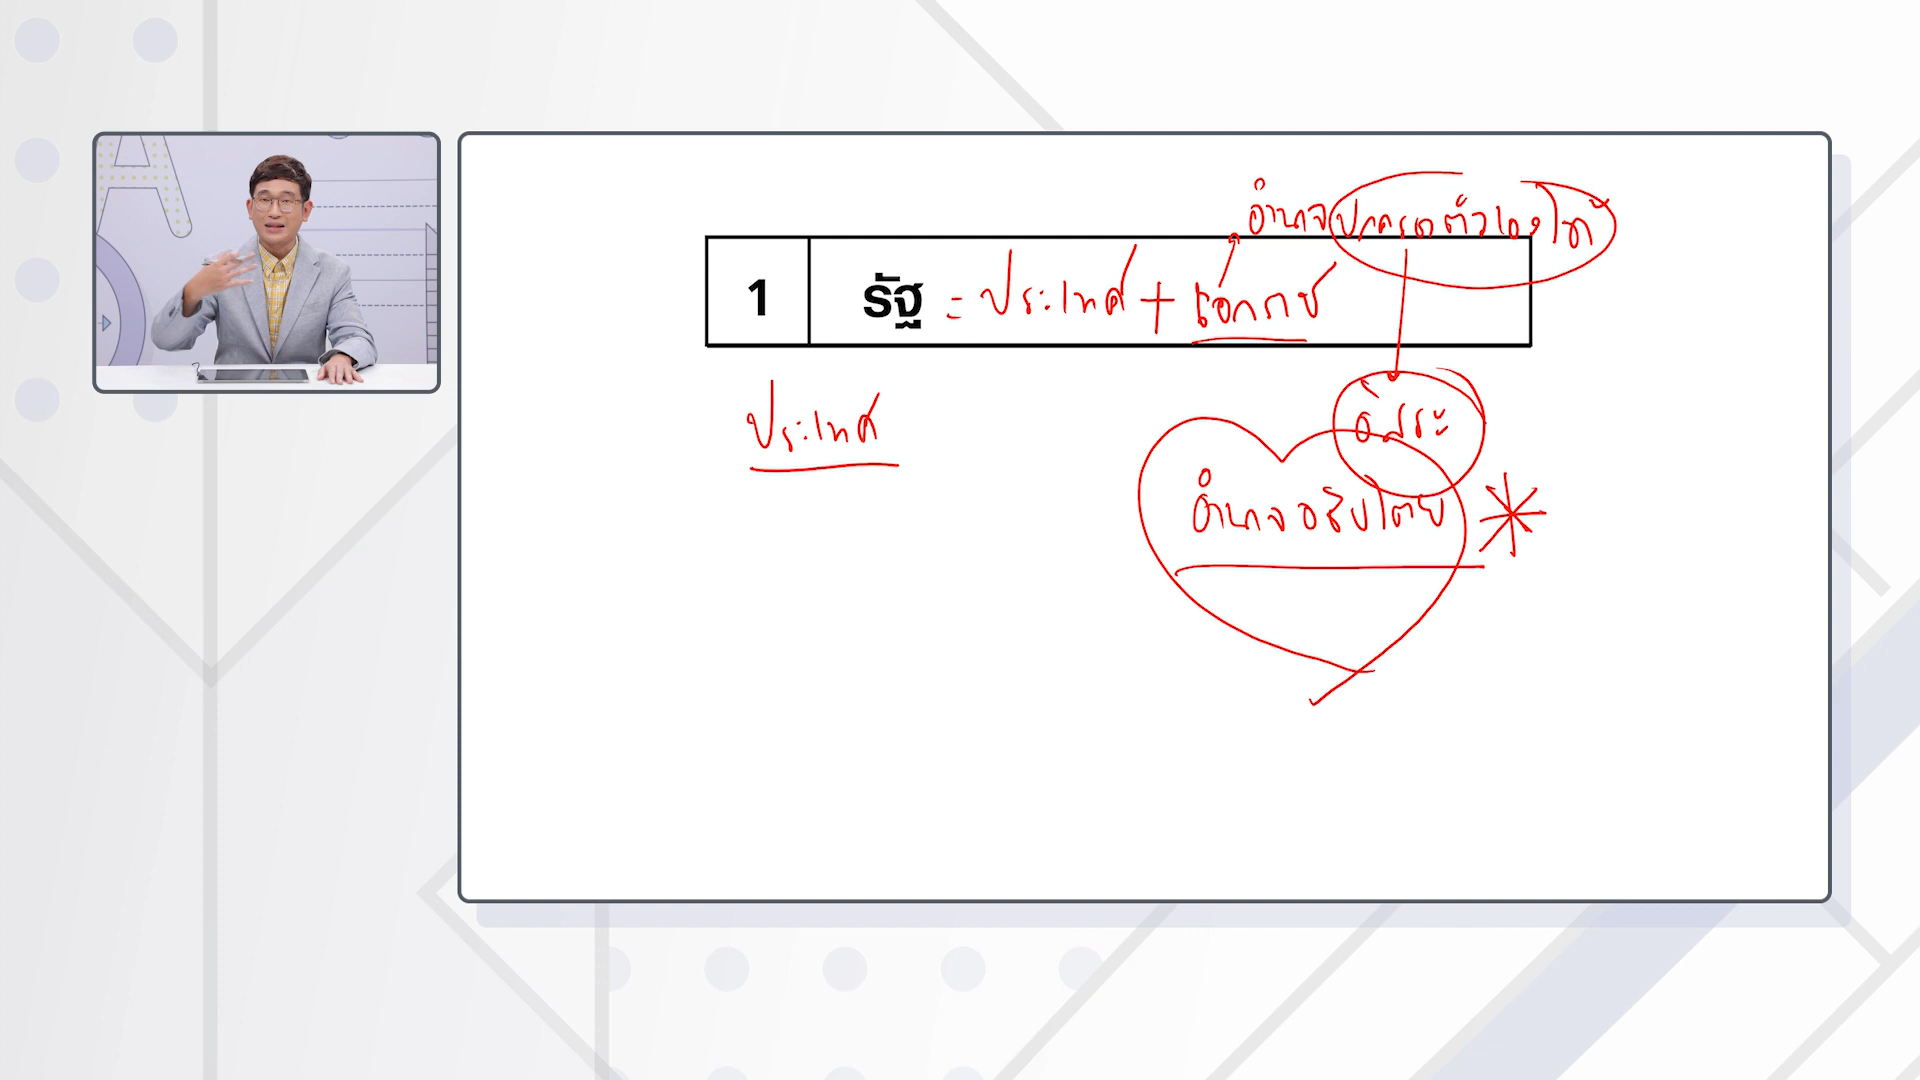 อำนาจปกครองตัวเองได้
1 รัฐ = ประเทศ + เอกราช
ประเทศ
อิสระ
อำนาจอธิปไตย
A